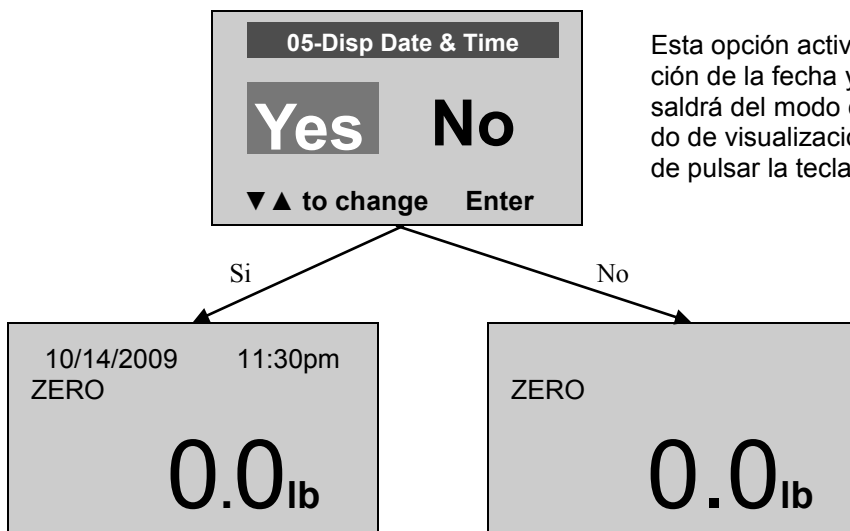 05-Disp Date & Time
Yes No
▼▲ to change Enter
Esta opción activ
ción de la fecha
saldrá del modo
do de visualizaci
de pulsar la tecla
Si
No
10/14/2009 11:30pm
ZERO
0.0lb
ZERO
0.0lb